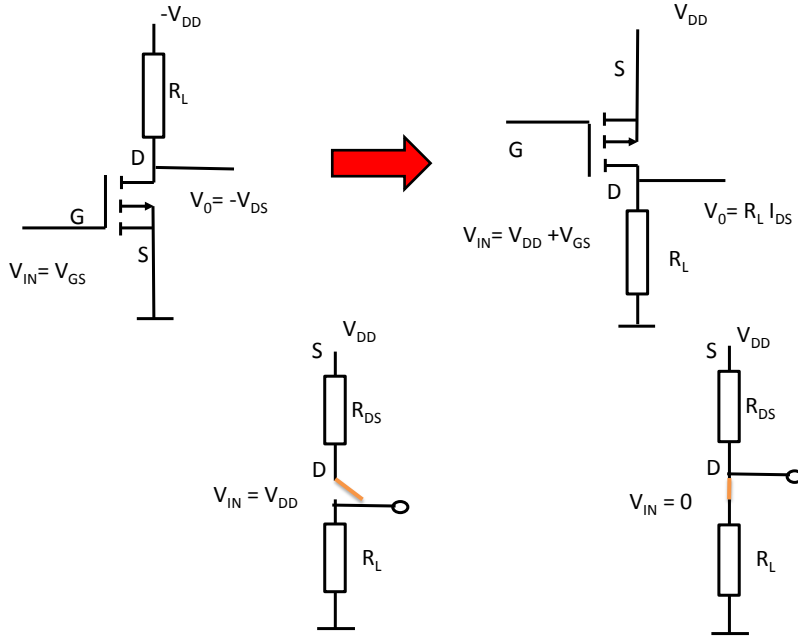 -V_DD
R_L
D
V_0= -V_DS
G
S
V_IN= V_GS
V_DD
S
G
D
V_0= R_L I_DS
V_IN= V_DD +V_GS
R_L
V_DD
S
R_DS
D
V_IN = V_DD
R_L
V_DD
S
R_DS
D
V_IN = 0
R_L